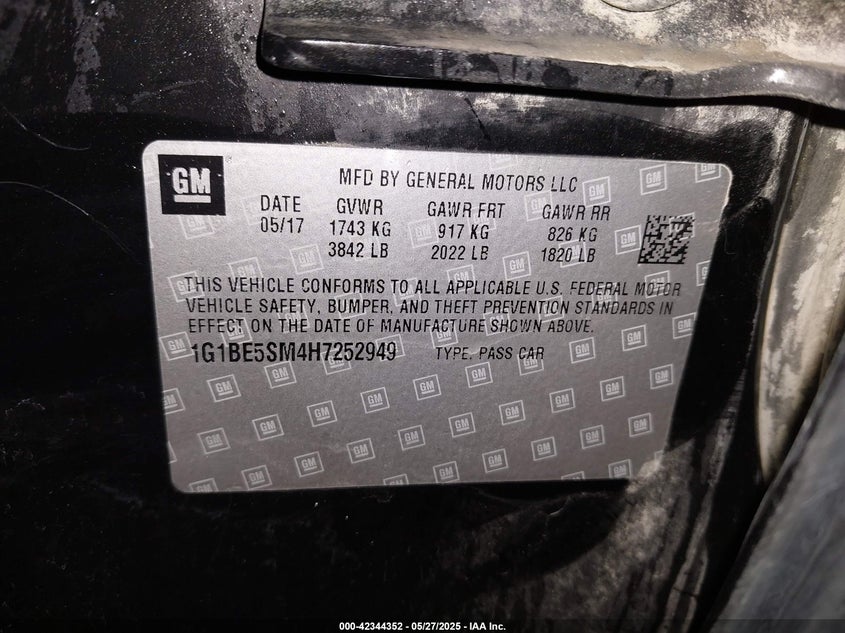 GM
MFD BY GENERAL MOTORS LLC
DATE GVWR GAWR FRT GAWR RR
05/17 1743 KG 917 KG 826 KG
3842 LB 2022 LB 1820 LB
THIS VEHICLE CONFORMS TO ALL APPLICABLE U.S. FEDERAL MOTOR
VEHICLE SAFETY, BUMPER, AND THEFT PREVENTION STANDARDS IN
EFFECT ON THE DATE OF MANUFACTURE SHOWN ABOVE.
1G1BE5SM4H7252949 TYPE: PASS CAR
000-42344352 - 05/27/2025 - IAA Inc.